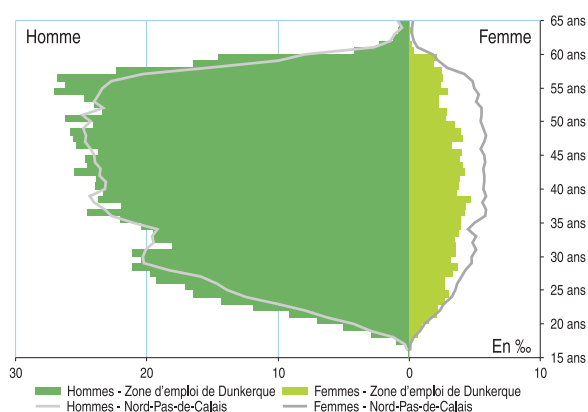 Homme
Femme
65 ans
60 ans
55 ans
50 ans
45 ans
40 ans
35 ans
30 ans
25 ans
20 ans
15 ans
En ‰
30
20
10
0
10
Hommes - Zone d'emploi de Dunkerque
Femmes - Zone d'emploi de Dunkerque
Hommes - Nord-Pas-de-Calais
Femmes - Nord-Pas-de-Calais